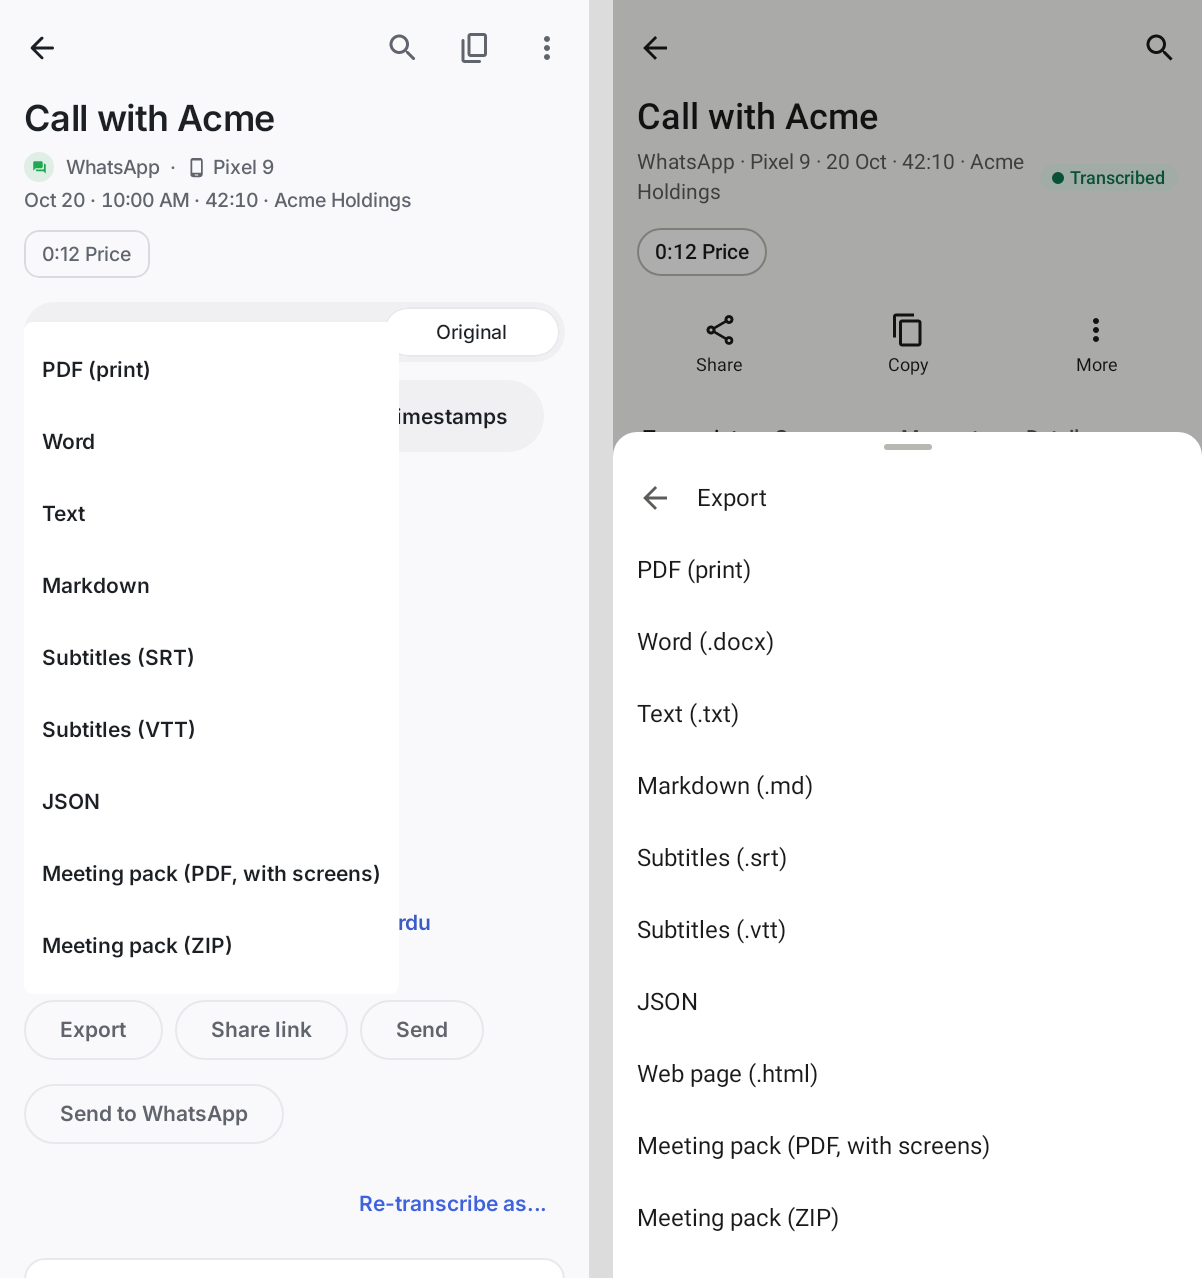 Call with Acme
WhatsApp · Pixel 9
Oct 20 · 10:00 AM · 42:10 · Acme Holdings
0:12 Price
Original
PDF (print)
imestamps
Word
Text
Markdown
Subtitles (SRT)
Subtitles (VTT)
JSON
Meeting pack (PDF, with screens)
rdu
Meeting pack (ZIP)
Export
Share link
Send
Send to WhatsApp
Re-transcribe as...
Call with Acme
WhatsApp · Pixel 9 · 20 Oct · 42:10 · Acme
Holdings
Transcribed
0:12 Price
Share
Copy
More
Export
PDF (print)
Word (.docx)
Text (.txt)
Markdown (.md)
Subtitles (.srt)
Subtitles (.vtt)
JSON
Web page (.html)
Meeting pack (PDF, with screens)
Meeting pack (ZIP)